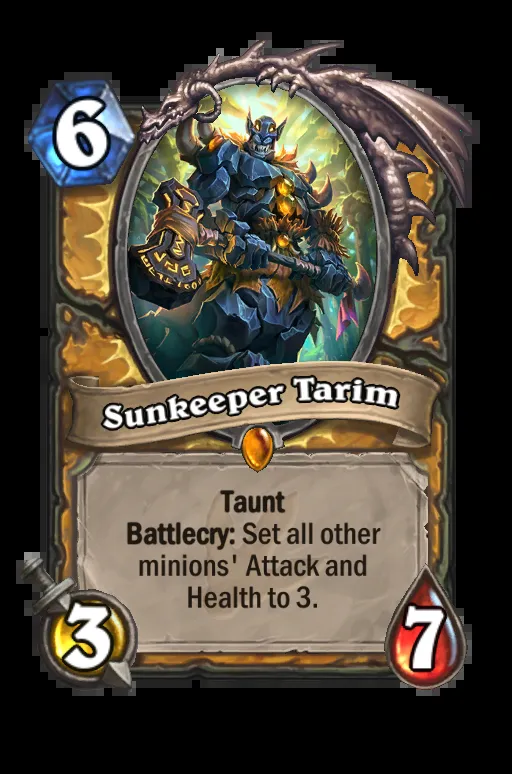 6
Sunkeeper Tarim
Taunt
Battlecry: Set all other
minions' Attack and
Health to 3.
3
7